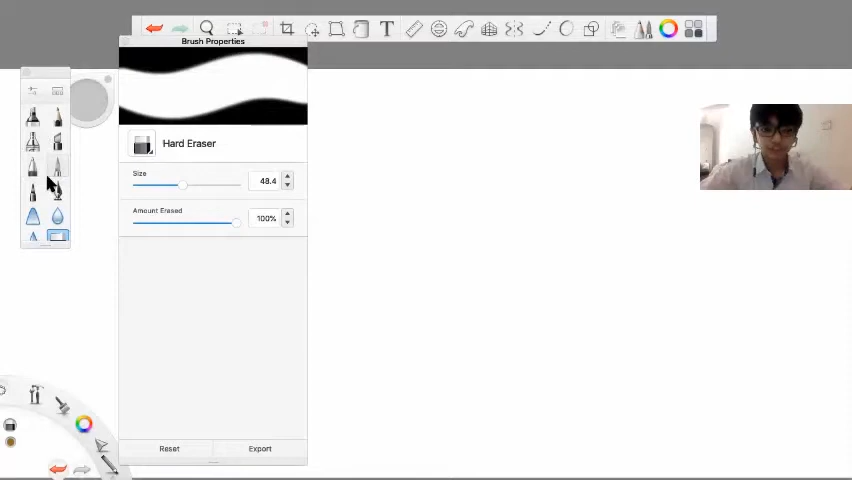 T
Brush Properties
Hard Eraser
Size
48.4
Amount Erased
100%
Reset
Export